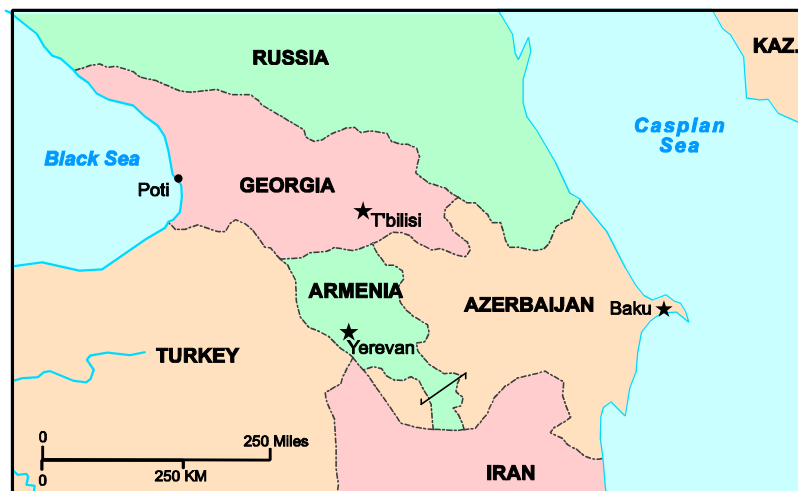 RUSSIA
KAZ.
Caspian
Sea
Black Sea
Poti
GEORGIA
T'bilisi
ARMENIA
AZERBAIJAN
Baku
Yerevan
TURKEY
0
250 Miles
0
250 KM
IRAN